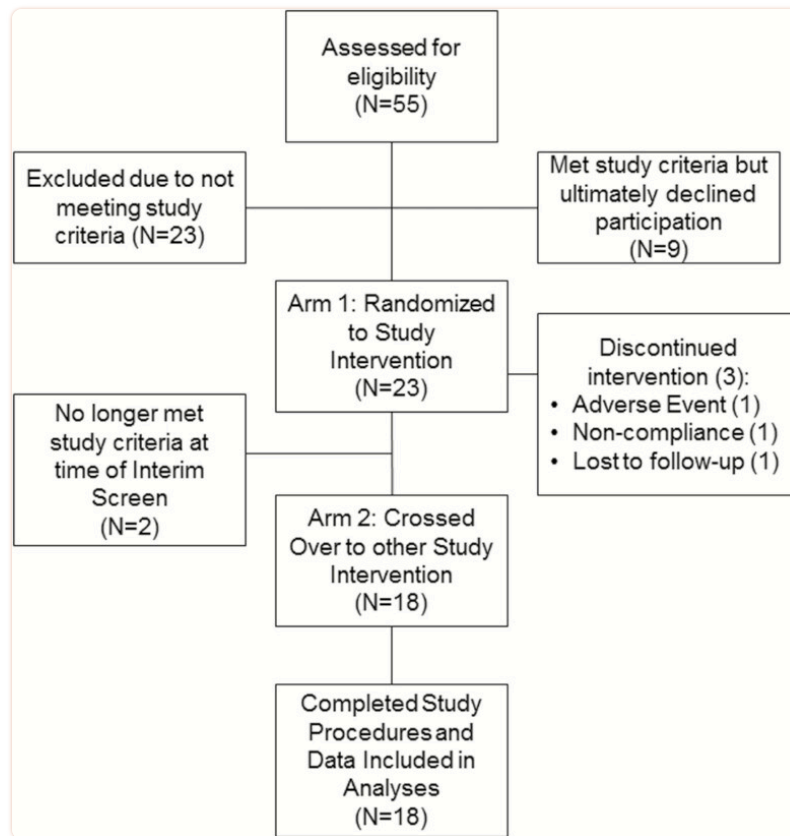 Assessed for
eligibility
(N=55)
Excluded due to not
meeting study
criteria (N=23)
Met study criteria but
ultimately declined
participation
(N=9)
Arm 1: Randomized
to Study
Intervention
(N=23)
Discontinued
intervention (3):
• Adverse Event (1)
• Non-compliance (1)
• Lost to follow-up (1)
No longer met
study criteria at
time of Interim
Screen
(N=2)
Arm 2: Crossed
Over to other Study
Intervention
(N=18)
Completed Study
Procedures and
Data Included in
Analyses
(N=18)